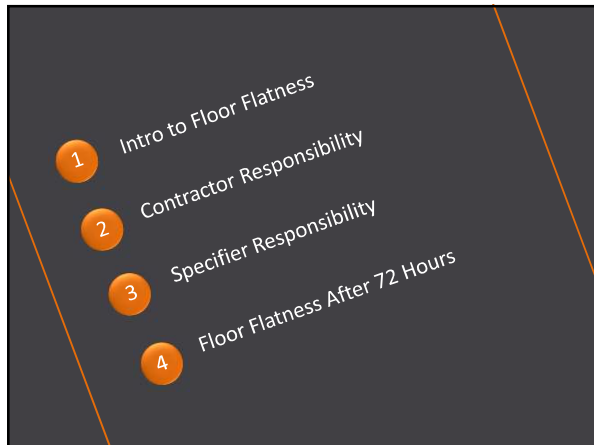 1 Intro to Floor Flatness
2 Contractor Responsibility
3 Specifier Responsibility
4 Floor Flatness After 72 Hours